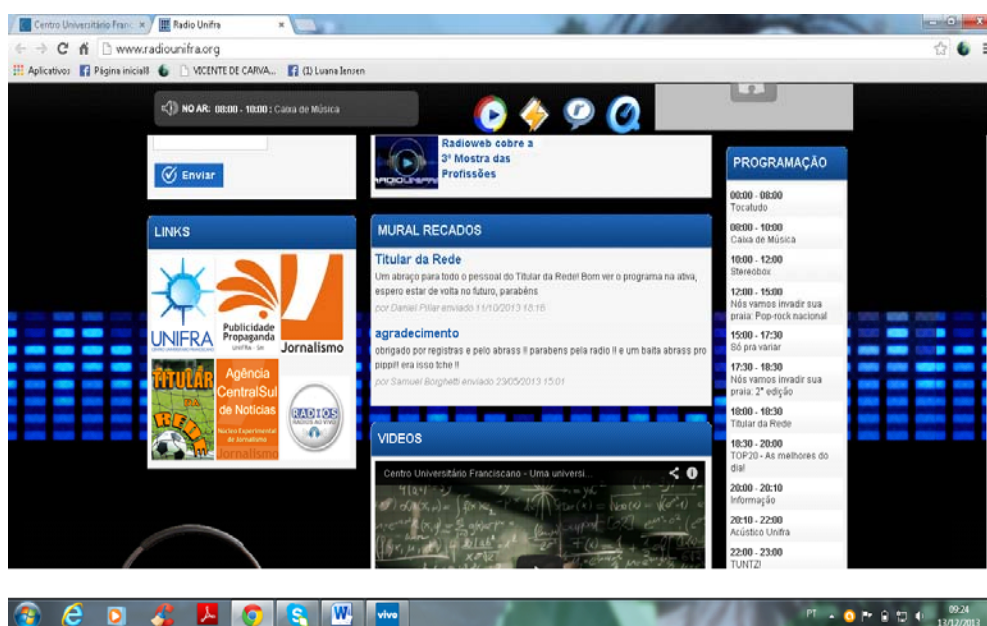 Centro Universitário Franc
Radio Unifra
www.radiounifra.org
Aplicativos
Página iniciall
VICENTE DE CARVA...
(1) Luana Iensen
NO AR: 08:00 - 10:00 : Caixa de Música
Enviar
LINKS
UNIFRA
Publicidade
Propaganda
Jornalismo
TITULAR
DA
REDE
Agência
CentralSul
de Notícias
Núcleo Experimental
de Jornalismo
Jornalismo
RADIOS
Radioweb cobre a
3ª Mostra das
Profissões
MURAL RECADOS
Titular da Rede
Um abraço para todo o pessoal do Titular da Rede! Bom ver o programa na ativa,
espero estar de volta no futuro, parabéns
por Daniel Pillar enviado 11/10/2013 18:16
agradecimento
obrigado por registras e pelo abrass !! parabens pela radio !! e um baita abrass pro
pippi!! era isso tche !!
por Samuel Borghetti enviado 23/05/2013 15:01
VIDEOS
Centro Universitário Franciscano - Uma universi...
PROGRAMAÇÃO
00:00 - 08:00
Tocatudo
08:00 - 10:00
Caixa de Música
10:00 - 12:00
Stereobox
12:00 - 15:00
Nós vamos invadir sua
praia: Pop-rock nacional
15:00 - 17:30
Só pra variar
17:30 - 18:30
Nós vamos invadir sua
praia: 2ª edição
18:00 - 18:30
Titular da Rede
18:30 - 20:00
TOP20 - As melhores do
dia!
20:00 - 20:10
Informação
20:10 - 22:00
Acústico Unifra
22:00 - 23:00
TUNTZ!
vivo
PT
09:24
13/12/2013